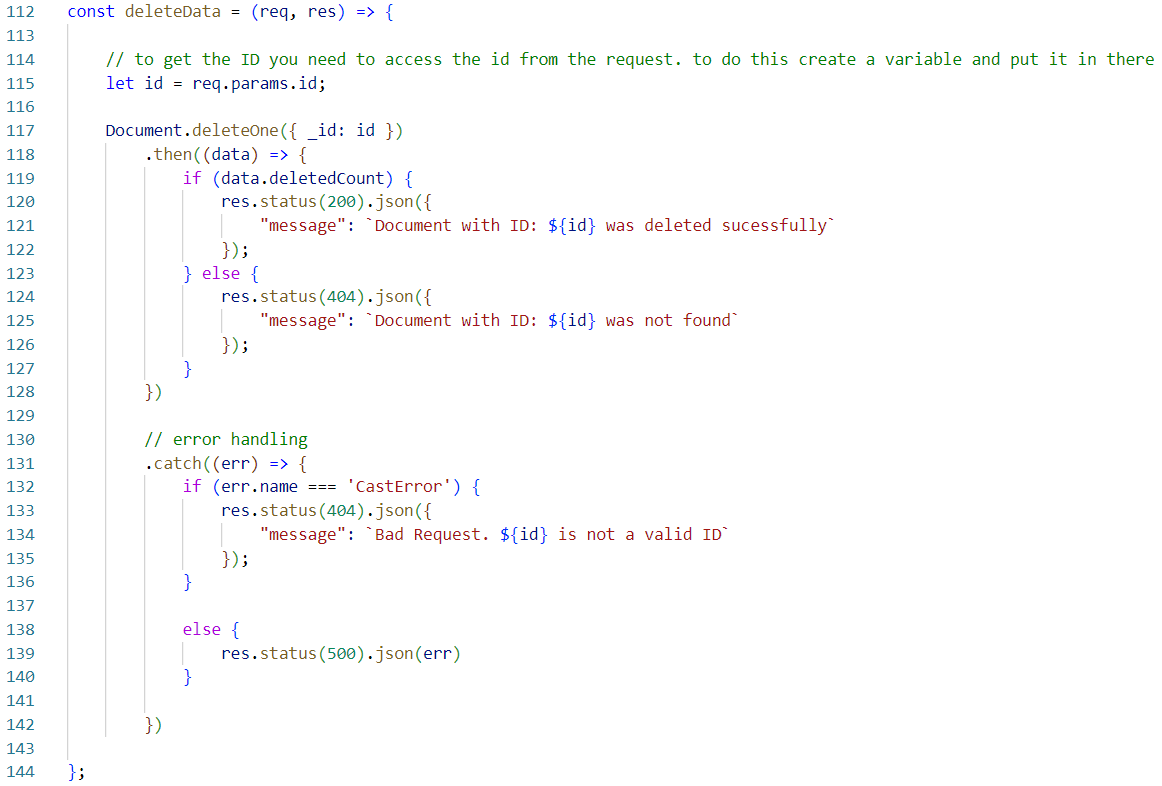 112 const deleteData = (req, res) => {
113
114 // to get the ID you need to access the id from the request. to do this create a variable and put it in there
115 let id = req.params.id;
116
117 Document.deleteOne({ _id: id })
118 .then((data) => {
119 if (data.deletedCount) {
120 res.status(200).json({
121 "message": `Document with ID: ${id} was deleted sucessfully`
122 });
123 } else {
124 res.status(404).json({
125 "message": `Document with ID: ${id} was not found`
126 });
127 }
128 })
129
130 // error handling
131 .catch((err) => {
132 if (err.name === 'CastError') {
133 res.status(404).json({
134 "message": `Bad Request. ${id} is not a valid ID`
135 });
136 }
137
138 else {
139 res.status(500).json(err)
140 }
141
142 })
143
144 };